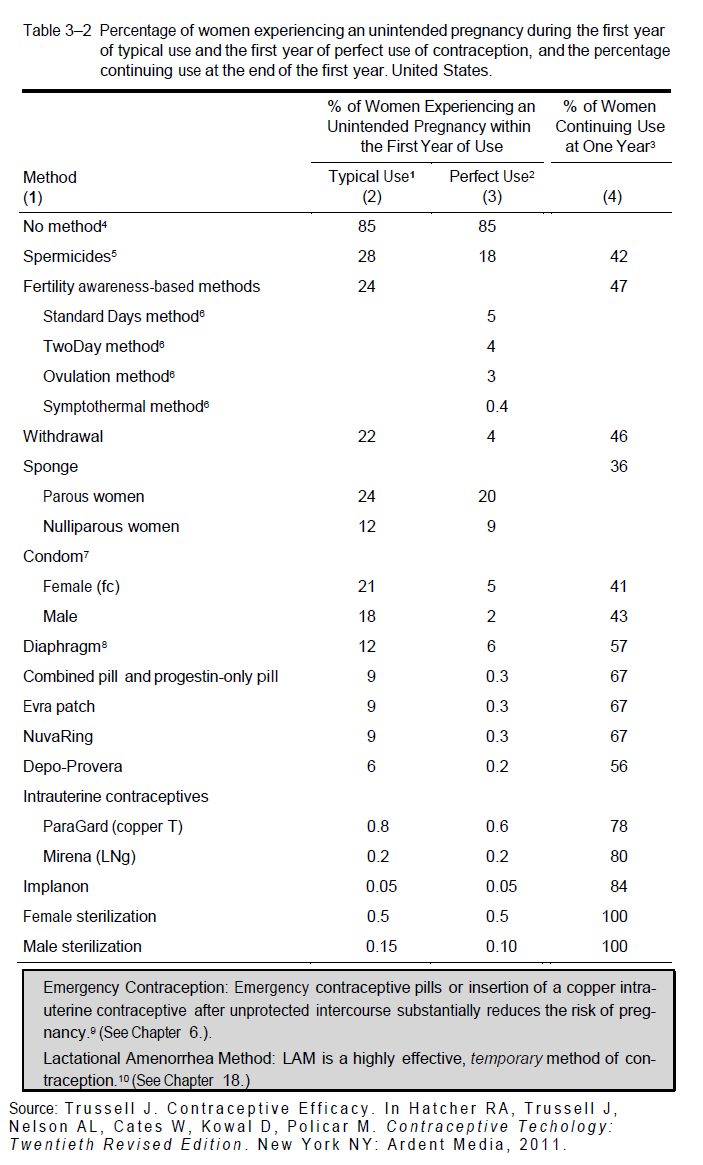 Table 3–2 Percentage of women experiencing an unintended pregnancy during the first year
of typical use and the first year of perfect use of contraception, and the percentage
continuing use at the end of the first year. United States.
% of Women Experiencing an
Unintended Pregnancy within
the First Year of Use
% of Women
Continuing Use
at One Year³
Method Typical Use¹ Perfect Use²
(1) (2) (3) (4)
No method⁴ 85 85
Spermicides⁵ 28 18 42
Fertility awareness-based methods 24 47
Standard Days method⁶ 5
TwoDay method⁶ 4
Ovulation method⁶ 3
Symptothermal method⁶ 0.4
Withdrawal 22 4 46
Sponge 36
Parous women 24 20
Nulliparous women 12 9
Condom⁷
Female (fc) 21 5 41
Male 18 2 43
Diaphragm⁸ 12 6 57
Combined pill and progestin-only pill 9 0.3 67
Evra patch 9 0.3 67
NuvaRing 9 0.3 67
Depo-Provera 6 0.2 56
Intrauterine contraceptives
ParaGard (copper T) 0.8 0.6 78
Mirena (LNg) 0.2 0.2 80
Implanon 0.05 0.05 84
Female sterilization 0.5 0.5 100
Male sterilization 0.15 0.10 100
Emergency Contraception: Emergency contraceptive pills or insertion of a copper intra-
uterine contraceptive after unprotected intercourse substantially reduces the risk of preg-
nancy.⁹ (See Chapter 6.).
Lactational Amenorrhea Method: LAM is a highly effective, temporary method of con-
traception.¹⁰ (See Chapter 18.)
Source: Trussell J. Contraceptive Efficacy. In Hatcher RA, Trussell J,
Nelson AL, Cates W, Kowal D, Policar M. Contraceptive Techology:
Twentieth Revised Edition. New York NY: Ardent Media, 2011.